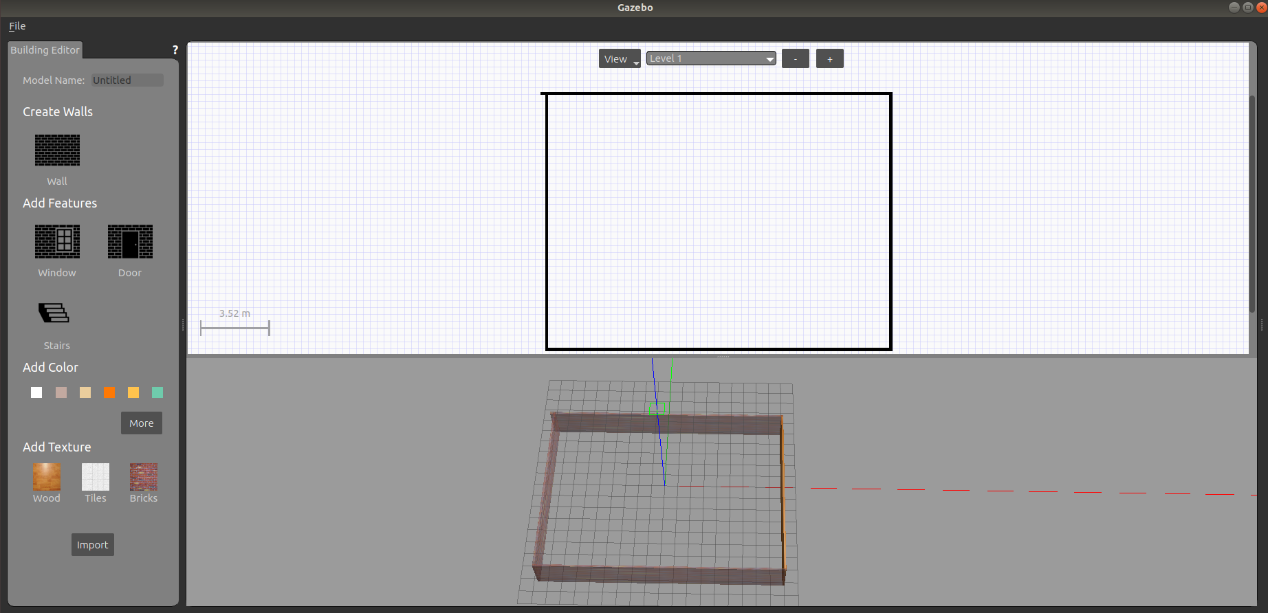 Gazebo
File
Building Editor
?
Model Name: Untitled
View
Level 1
-
+
Create Walls
Wall
Add Features
Window
Door
3.52 m
Stairs
Add Color
More
Add Texture
Wood
Tiles
Bricks
Import